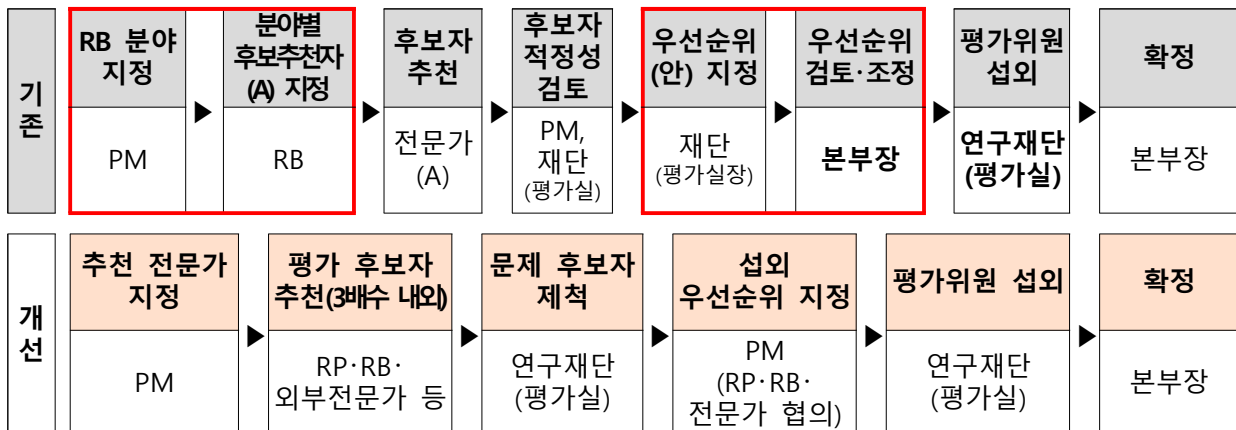 기
존
RB 분야
지정
PM
▶
분야별
후보추천자
(A) 지정
RB
▶
후보자
추천
전문가
(A)
▶
후보자
적정성
검토
PM,
재단
(평가실)
▶
우선순위
(안) 지정
재단
(평가실장)
▶
우선순위
검토·조정
본부장
▶
평가위원
섭외
연구재단
(평가실)
▶
확정
본부장
개
선
추천 전문가
지정
PM
▶
평가 후보자
추천(3배수 내외)
RP·RB·
외부전문가 등
▶
문제 후보자
제척
연구재단
(평가실)
▶
섭외
우선순위 지정
PM
(RP·RB·
전문가 협의)
▶
평가위원 섭외
연구재단
(평가실)
▶
확정
본부장